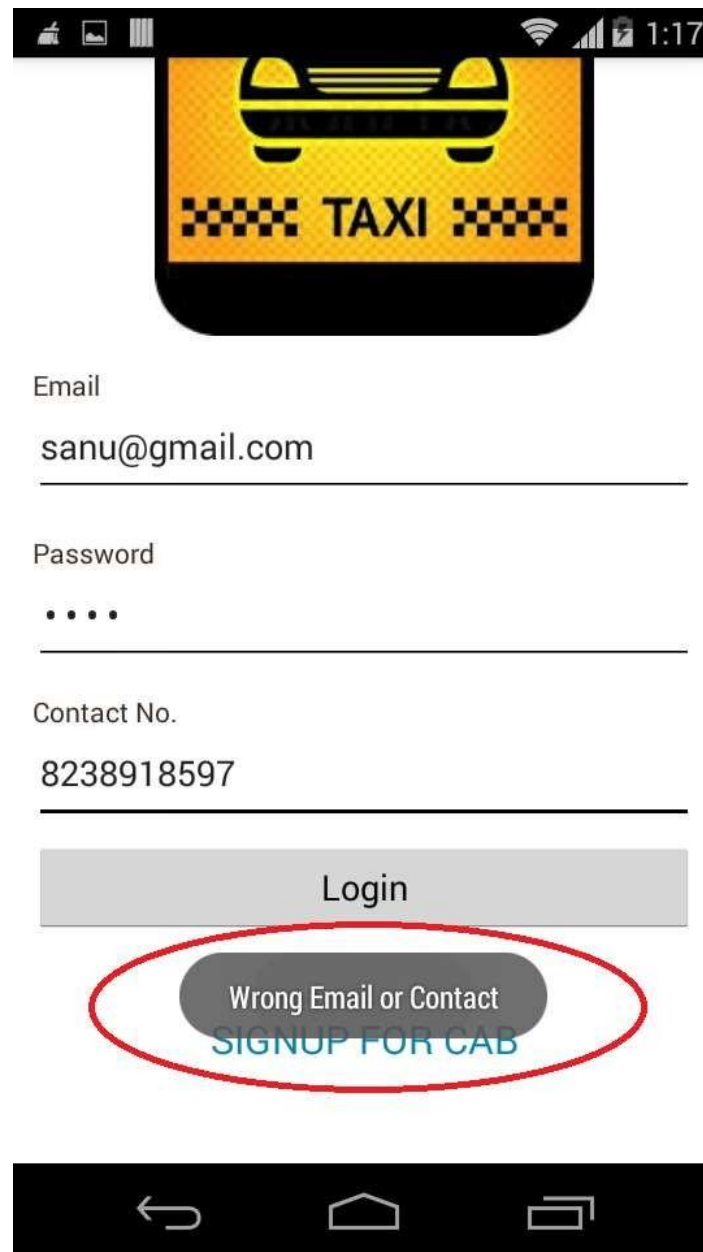 1:17
TAXI
Email
sanu@gmail.com
Password
••••
Contact No.
8238918597
Login
Wrong Email or Contact
SIGNUP FOR CAB